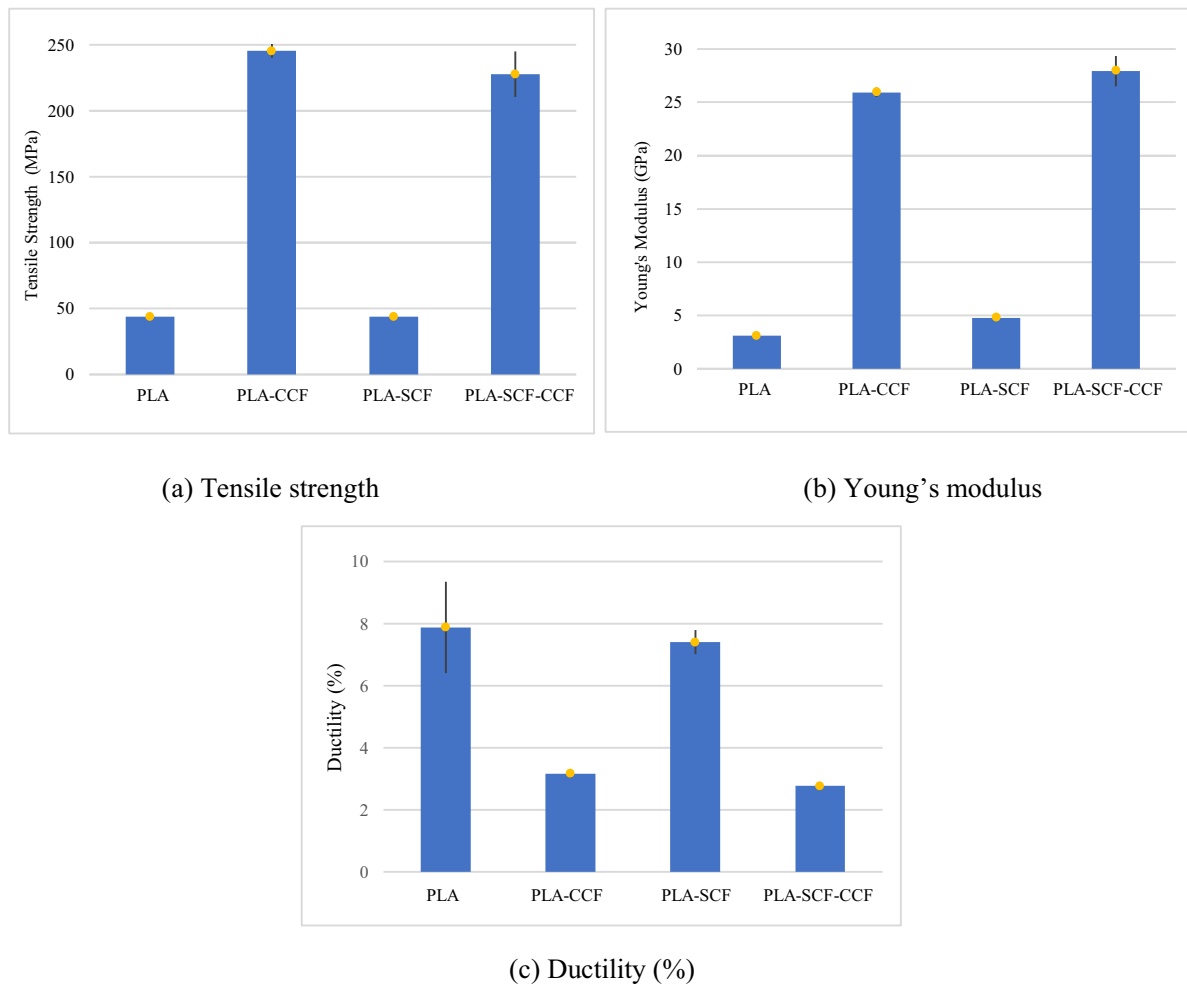 Tensile Strength (MPa)
250
200
150
100
50
0
PLA PLA-CCF PLA-SCF PLA-SCF-CCF
(a) Tensile strength
Young's Modulus (GPa)
30
25
20
15
10
5
0
PLA PLA-CCF PLA-SCF PLA-SCF-CCF
(b) Young’s modulus
Ductility (%)
10
8
6
4
2
0
PLA PLA-CCF PLA-SCF PLA-SCF-CCF
(c) Ductility (%)